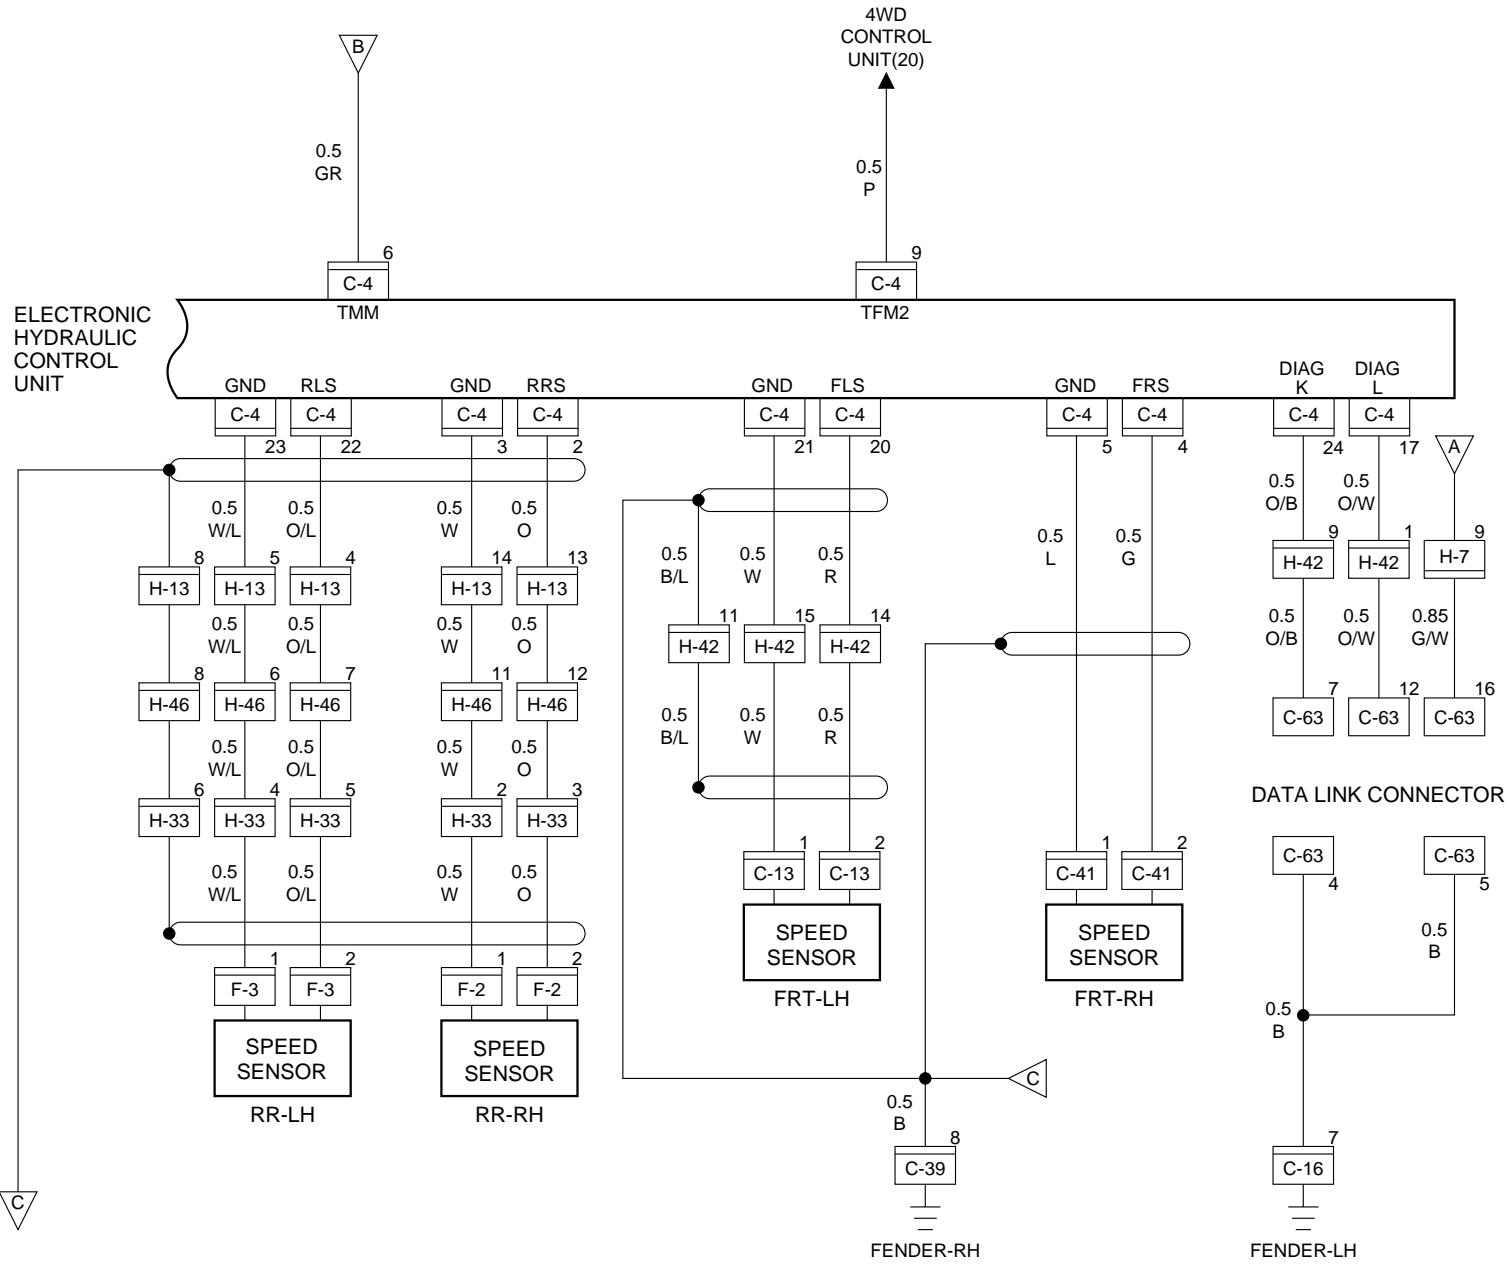 4WD
CONTROL
UNIT(20)
B
0.5
GR
0.5
P
6
9
C-4
C-4
TMM
TFM2
ELECTRONIC
HYDRAULIC
CONTROL
UNIT
GND RLS GND RRS GND FLS GND FRS DIAG K DIAG L
C-4 C-4 C-4 C-4 C-4 C-4 C-4 C-4 C-4 C-4
23 22 3 2 21 20 5 4 24 17
A
0.5 W/L
0.5 O/L
0.5 W
0.5 O
0.5 B/L
0.5 W
0.5 R
0.5 L
0.5 G
0.5 O/B
0.5 O/W
8 5 4 14 13
H-13 H-13 H-13 H-13 H-13
9 1 9
H-42 H-42 H-7
0.5 W/L
0.5 O/L
0.5 W
0.5 O
11 15 14
H-42 H-42 H-42
0.5 O/B
0.5 O/W
0.85 G/W
8 6 7 11 12
H-46 H-46 H-46 H-46 H-46
7 12 16
C-63 C-63 C-63
0.5 W/L
0.5 O/L
0.5 W
0.5 O
0.5 B/L
0.5 W
0.5 R
6 4 5 2 3
H-33 H-33 H-33 H-33 H-33
DATA LINK CONNECTOR
1 2 1 2
C-13 C-13 C-41 C-41
C-63 C-63
4 5
0.5 W/L
0.5 O/L
0.5 W
0.5 O
SPEED
SENSOR
FRT-LH
SPEED
SENSOR
FRT-RH
0.5
B
1 2 1 2
F-3 F-3 F-2 F-2
SPEED
SENSOR
RR-LH
SPEED
SENSOR
RR-RH
0.5
B
C
0.5
B
8
C-39
FENDER-RH
7
C-16
FENDER-LH
C